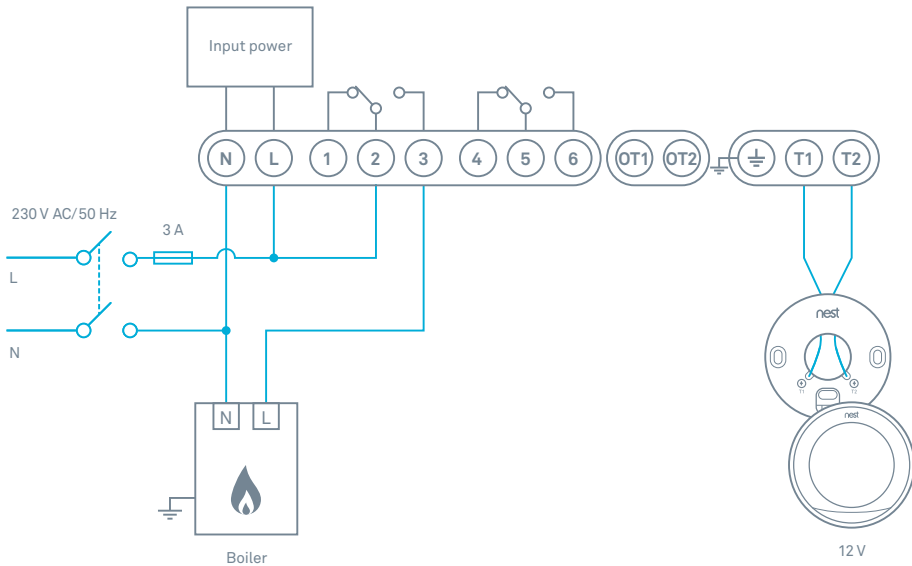 Input power
N L 1 2 3 4 5 6 OT1 OT2 T1 T2
230 V AC/50 Hz
3 A
L
N
nest
T1 T2
nest
N L
Boiler
12 V